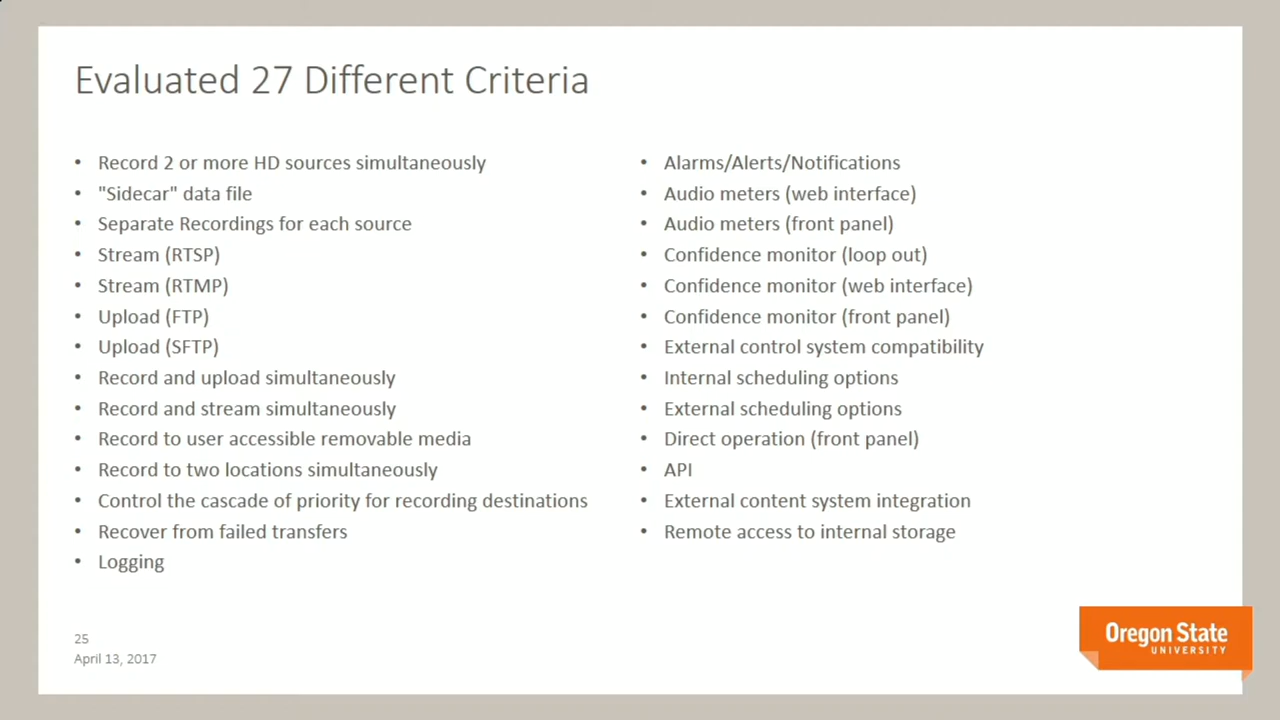 Evaluated 27 Different Criteria
• Record 2 or more HD sources simultaneously
• "Sidecar" data file
• Separate Recordings for each source
• Stream (RTSP)
• Stream (RTMP)
• Upload (FTP)
• Upload (SFTP)
• Record and upload simultaneously
• Record and stream simultaneously
• Record to user accessible removable media
• Record to two locations simultaneously
• Control the cascade of priority for recording destinations
• Recover from failed transfers
• Logging
• Alarms/Alerts/Notifications
• Audio meters (web interface)
• Audio meters (front panel)
• Confidence monitor (loop out)
• Confidence monitor (web interface)
• Confidence monitor (front panel)
• External control system compatibility
• Internal scheduling options
• External scheduling options
• Direct operation (front panel)
• API
• External content system integration
• Remote access to internal storage
25
April 13, 2017
Oregon State
UNIVERSITY